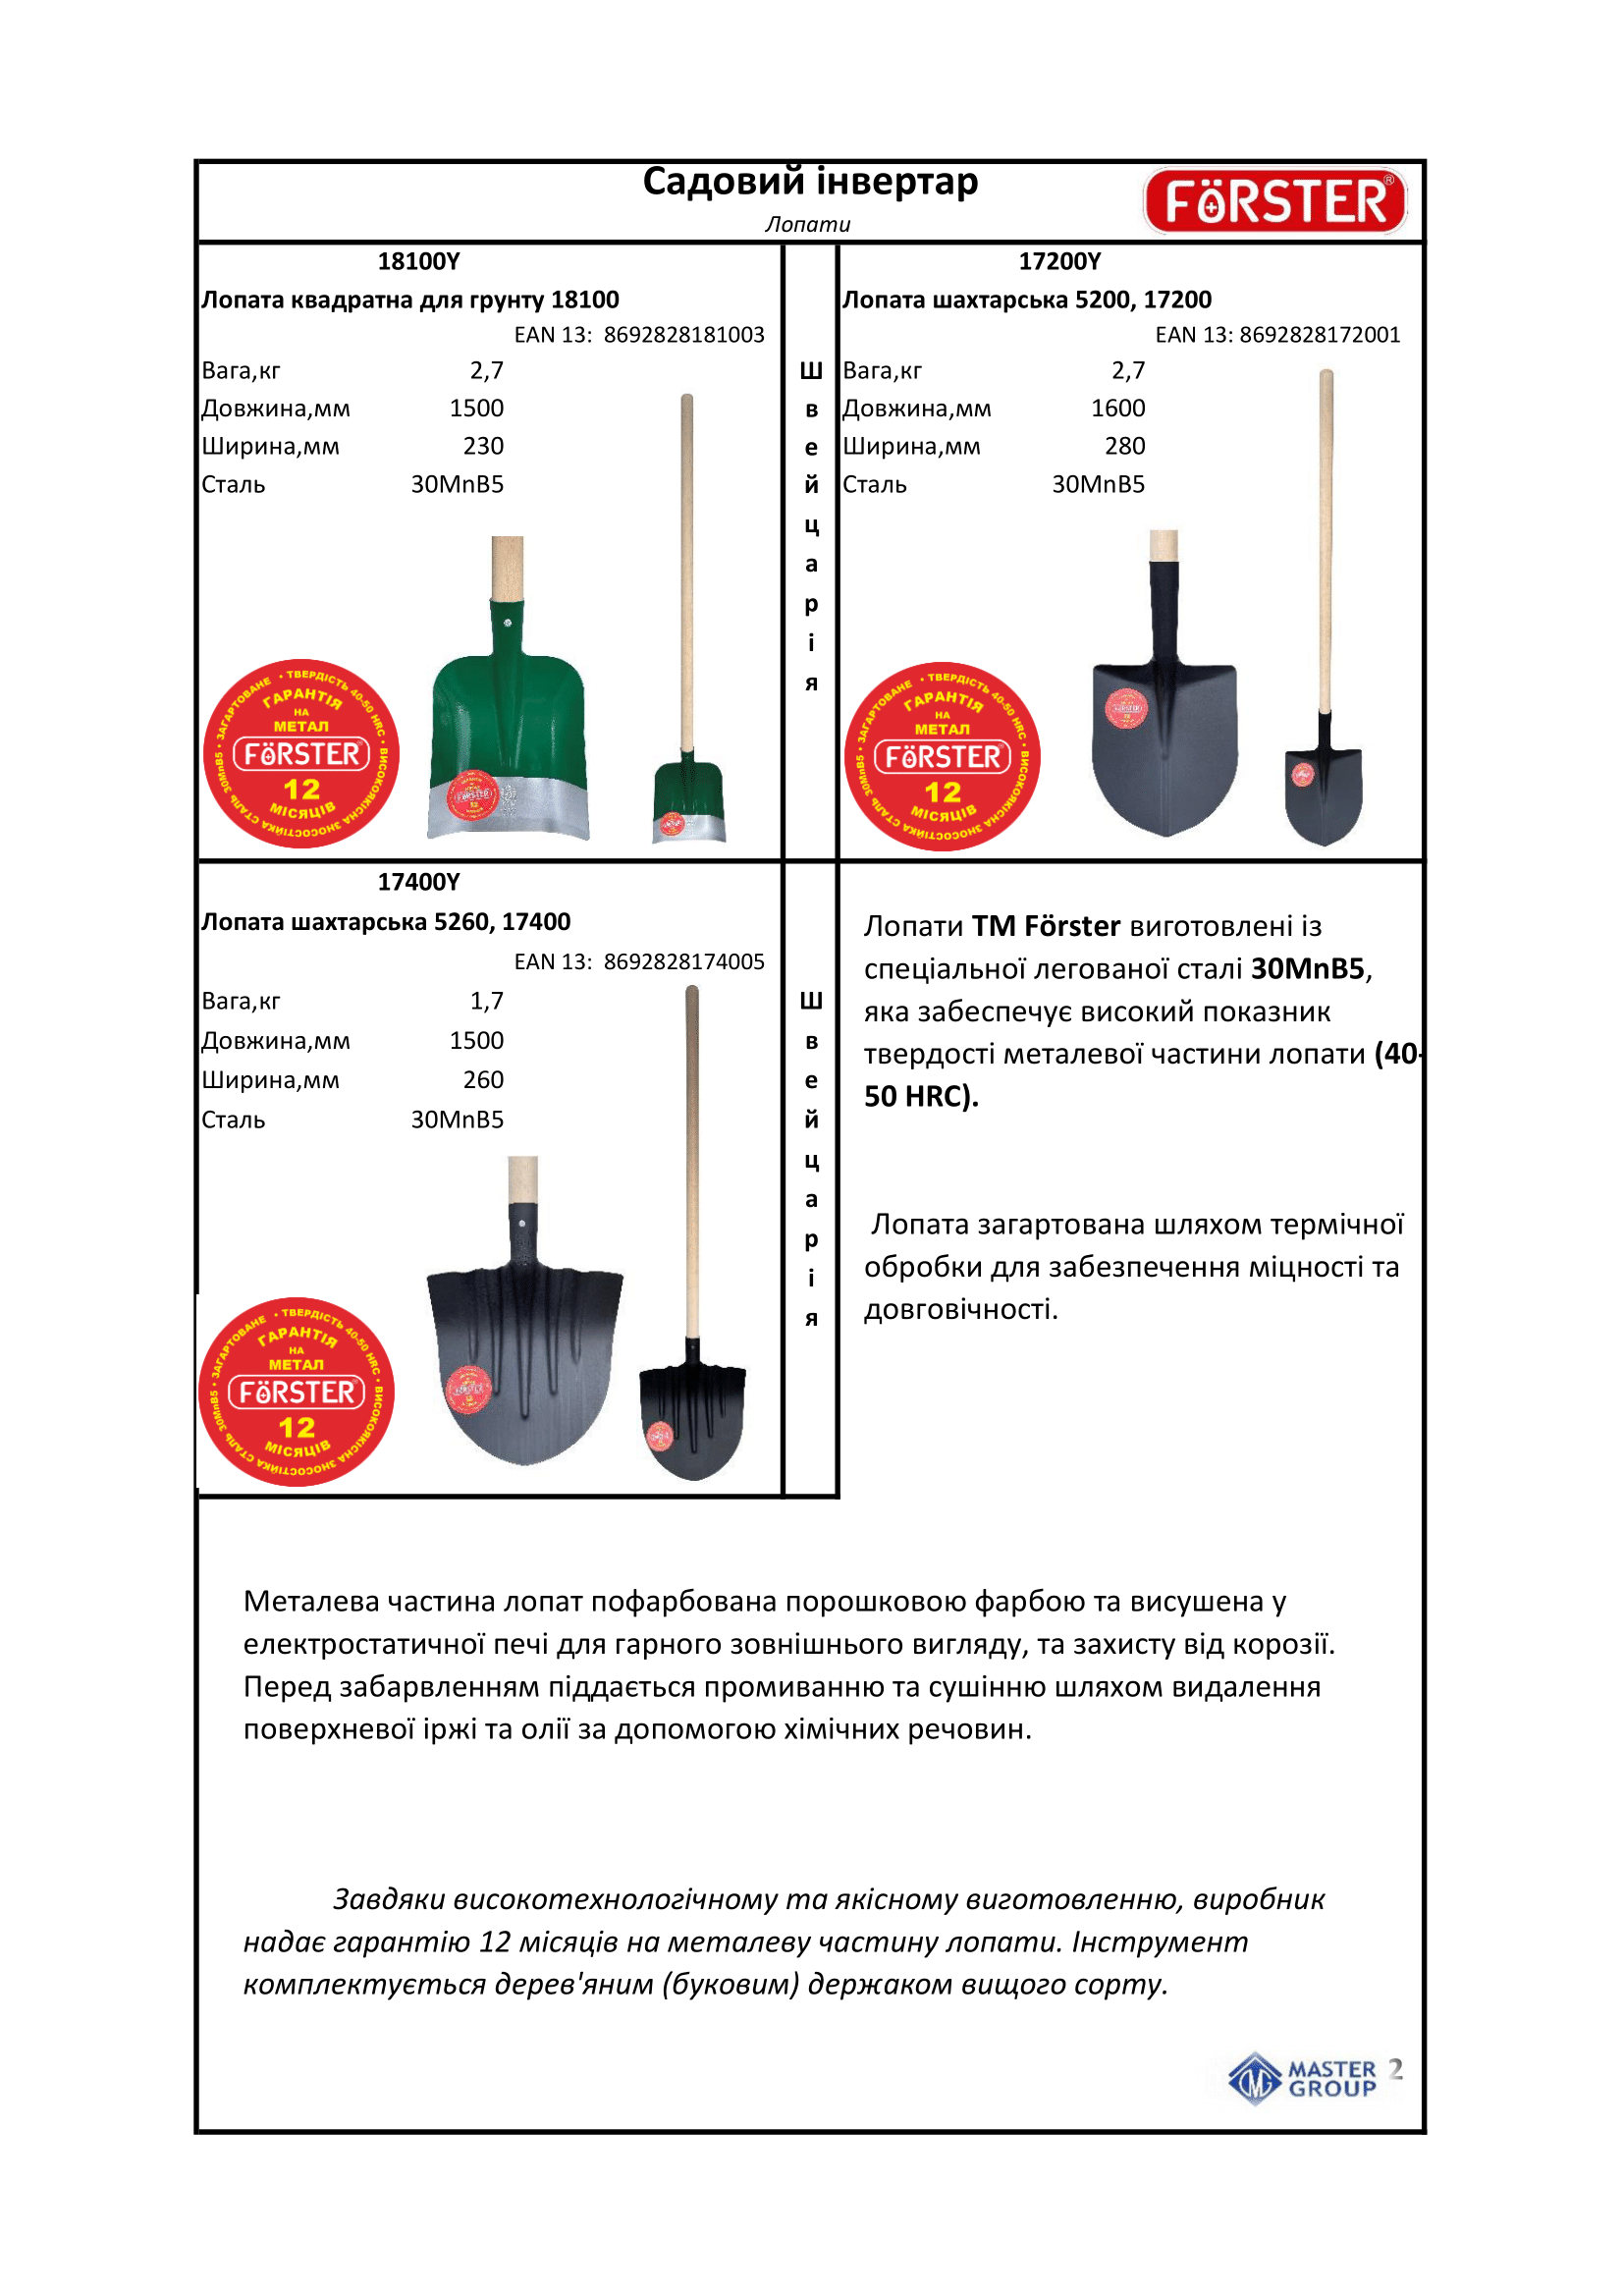 Садовий інвертар
Лопати
FÖRSTER®
18100Y
Лопата квадратна для грунту 18100
EAN 13: 8692828181003
Вага,кг 2,7
Довжина,мм 1500
Ширина,мм 230
Сталь 30MnB5
ЗАГАРТОВАНЕ • ТВЕРДІСТЬ 40-50 HRC • ВИСОКОЯКІСНА ЗНОСОСТІЙКА СТАЛЬ 30MnB5 •
ГАРАНТІЯ
НА
МЕТАЛ
FÖRSTER
12
МІСЯЦІВ
Швейцарія
17200Y
Лопата шахтарська 5200, 17200
EAN 13: 8692828172001
Вага,кг 2,7
Довжина,мм 1600
Ширина,мм 280
Сталь 30MnB5
ЗАГАРТОВАНЕ • ТВЕРДІСТЬ 40-50 HRC • ВИСОКОЯКІСНА ЗНОСОСТІЙКА СТАЛЬ 30MnB5 •
ГАРАНТІЯ
НА
МЕТАЛ
FÖRSTER
12
МІСЯЦІВ
17400Y
Лопата шахтарська 5260, 17400
EAN 13: 8692828174005
Вага,кг 1,7
Довжина,мм 1500
Ширина,мм 260
Сталь 30MnB5
ЗАГАРТОВАНЕ • ТВЕРДІСТЬ 40-50 HRC • ВИСОКОЯКІСНА ЗНОСОСТІЙКА СТАЛЬ 30MnB5 •
ГАРАНТІЯ
НА
МЕТАЛ
FÖRSTER
12
МІСЯЦІВ
Швейцарія
Лопати ТМ Förster виготовлені із
спеціальної легованої сталі 30MnB5,
яка забеспечує високий показник
твердості металевої частини лопати (40-
50 HRC).
Лопата загартована шляхом термічної
обробки для забезпечення міцності та
довговічності.
Металева частина лопат пофарбована порошковою фарбою та висушена у
електростатичної печі для гарного зовнішнього вигляду, та захисту від корозії.
Перед забарвленням піддається промиванню та сушінню шляхом видалення
поверхневої іржі та олії за допомогою хімічних речовин.
Завдяки високотехнологічному та якісному виготовленню, виробник
надає гарантію 12 місяців на металеву частину лопати. Інструмент
комплектується дерев'яним (буковим) держаком вищого сорту.
MASTER
GROUP
2